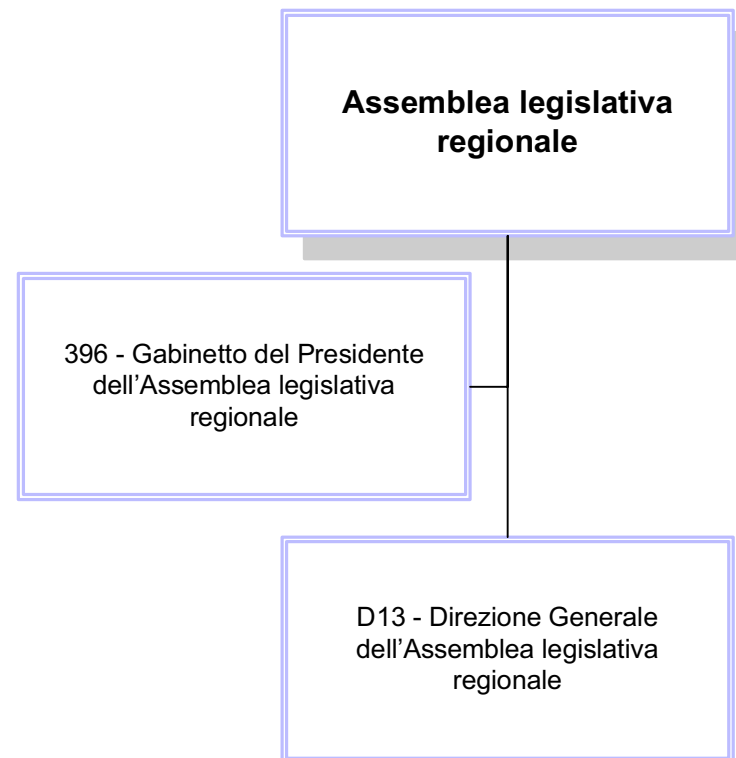 Assemblea legislativa
regionale
396 - Gabinetto del Presidente
dell’Assemblea legislativa
regionale
D13 - Direzione Generale
dell’Assemblea legislativa
regionale